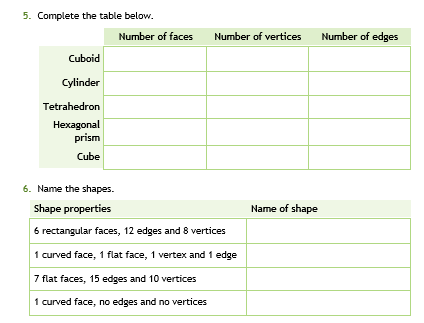 5. Complete the table below.
Number of faces Number of vertices Number of edges
Cuboid
Cylinder
Tetrahedron
Hexagonal
prism
Cube
6. Name the shapes.
Shape properties Name of shape
6 rectangular faces, 12 edges and 8 vertices
1 curved face, 1 flat face, 1 vertex and 1 edge
7 flat faces, 15 edges and 10 vertices
1 curved face, no edges and no vertices